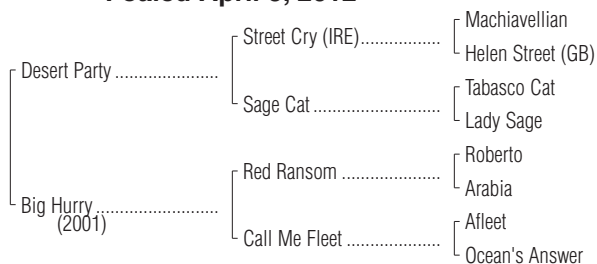 Foaled April 2012
Machiavellian
Street Cry (IRE)..................
Helen Street (GB)
Desert Party .......................
Tabasco Cat
Sage Cat ............................
Lady Sage
Roberto
Red Ransom ......................
Arabia
Big Hurry...........................
(2001)
Afleet
Call Me Fleet .....................
Ocean's Answer